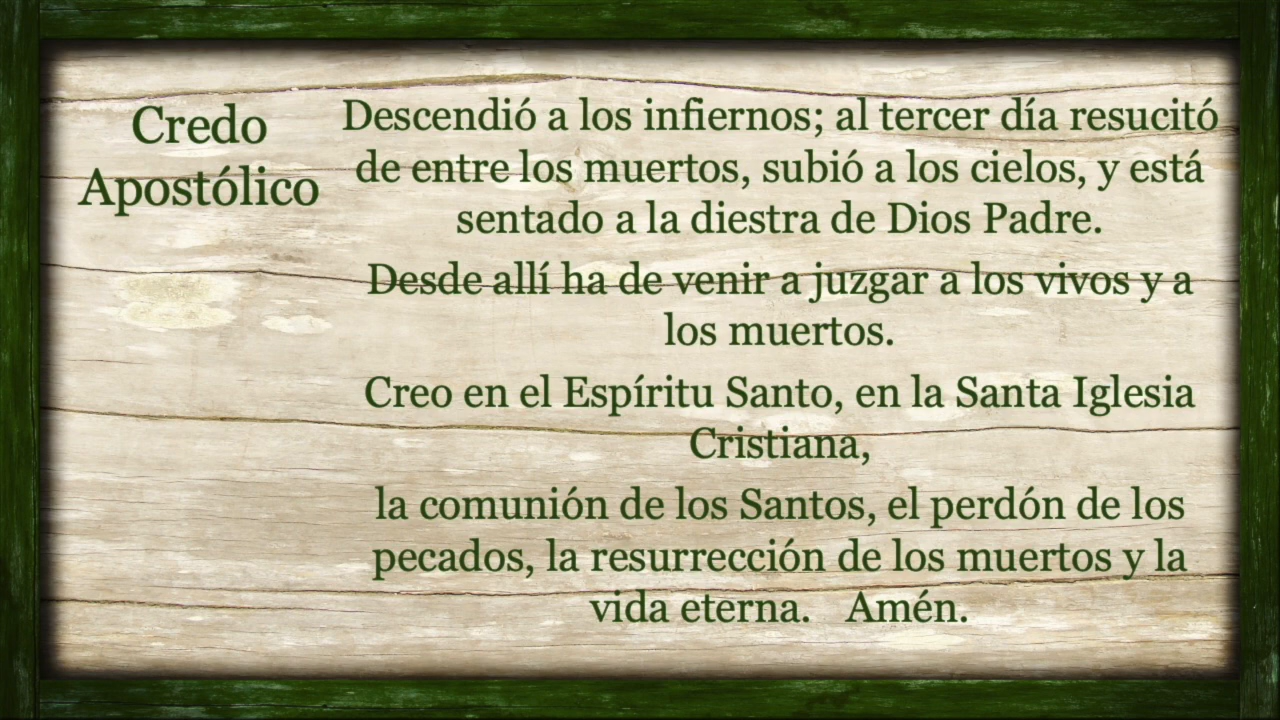 Credo
Apostólico
Descendió a los infiernos; al tercer día resucitó
de entre los muertos, subió a los cielos, y está
sentado a la diestra de Dios Padre.
Desde allí ha de venir a juzgar a los vivos y a
los muertos.
Creo en el Espíritu Santo, en la Santa Iglesia
Cristiana,
la comunión de los Santos, el perdón de los
pecados, la resurrección de los muertos y la
vida eterna. Amén.